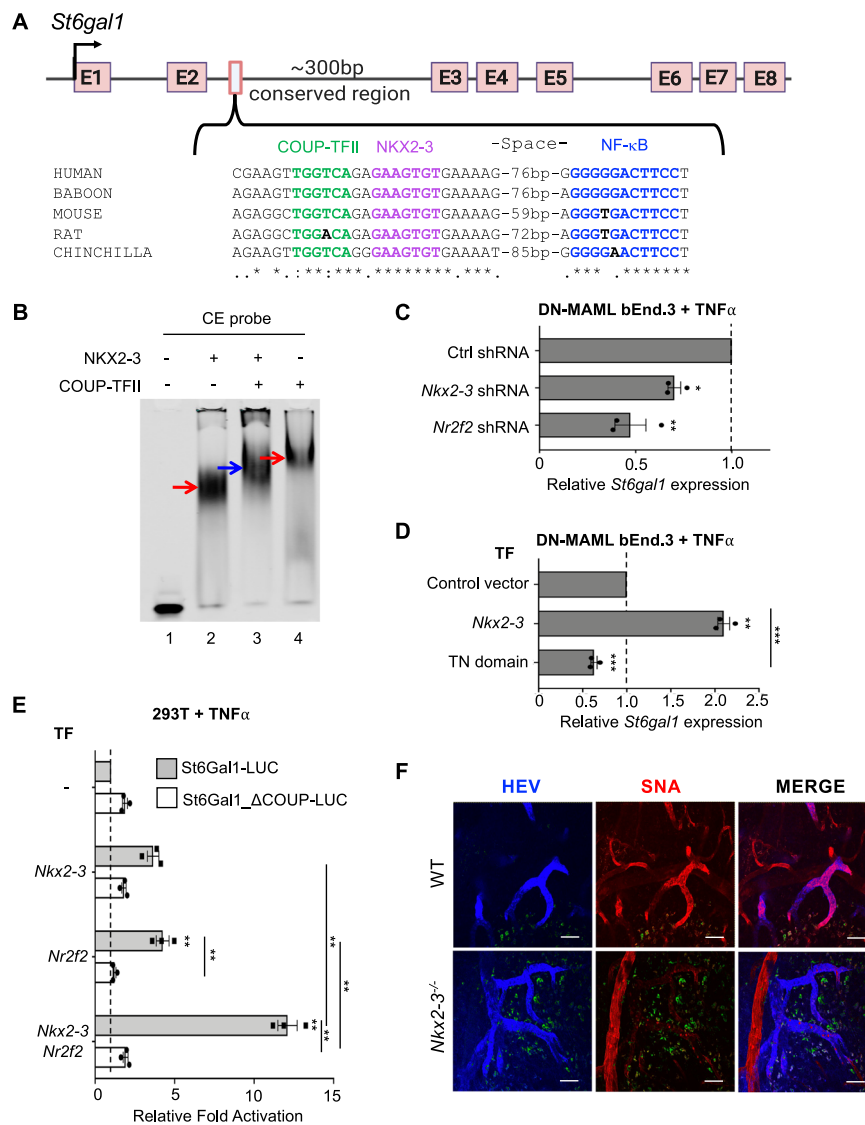 A
St6gal1
E1 E2 ~300bp conserved region E3 E4 E5 E6 E7 E8
COUP-TFII NKX2-3 -Space- NF-κB
HUMAN CGAAGTTGGTCAGAGAAGTGTGAAAAG-76bp-GGGGGACTTCCT
BABOON AGAAGTTGGTCAGAGAAGTGTGAAAAG-76bp-GGGGGACTTCCT
MOUSE AGAGGCTGGTCAGAGAAGTGTGAAAAG-59bp-AGGGTGACTTCCT
RAT AGAGGCTGGACAGGGAAGTGTGAAAAG-72bp-AGGGTGACTTCCT
CHINCHILLA AGAAGTTGGTCAGGGAAGTGTGAAAAT-85bp-AGGGGAACTTCCT
B
CE probe
NKX2-3 - + + -
COUP-TFII - - + +
1 2 3 4
C
DN-MAML bEnd.3 + TNFα
Ctrl shRNA
Nkx2-3 shRNA *
Nr2f2 shRNA **
0 0.5 1.0
Relative St6gal1 expression
D
TF DN-MAML bEnd.3 + TNFα
Control vector
Nkx2-3 ** ***
TN domain ***
0 0.5 1.0 1.5 2.0 2.5
Relative St6gal1 expression
E
293T + TNFα
TF
St6Gal1-LUC
St6Gal1_ΔCOUP-LUC
-
Nkx2-3
Nr2f2 ** ** ** **
Nkx2-3 ** **
Nr2f2
0 5 10 15
Relative Fold Activation
F
HEV SNA MERGE
WT
Nkx2-3-/-